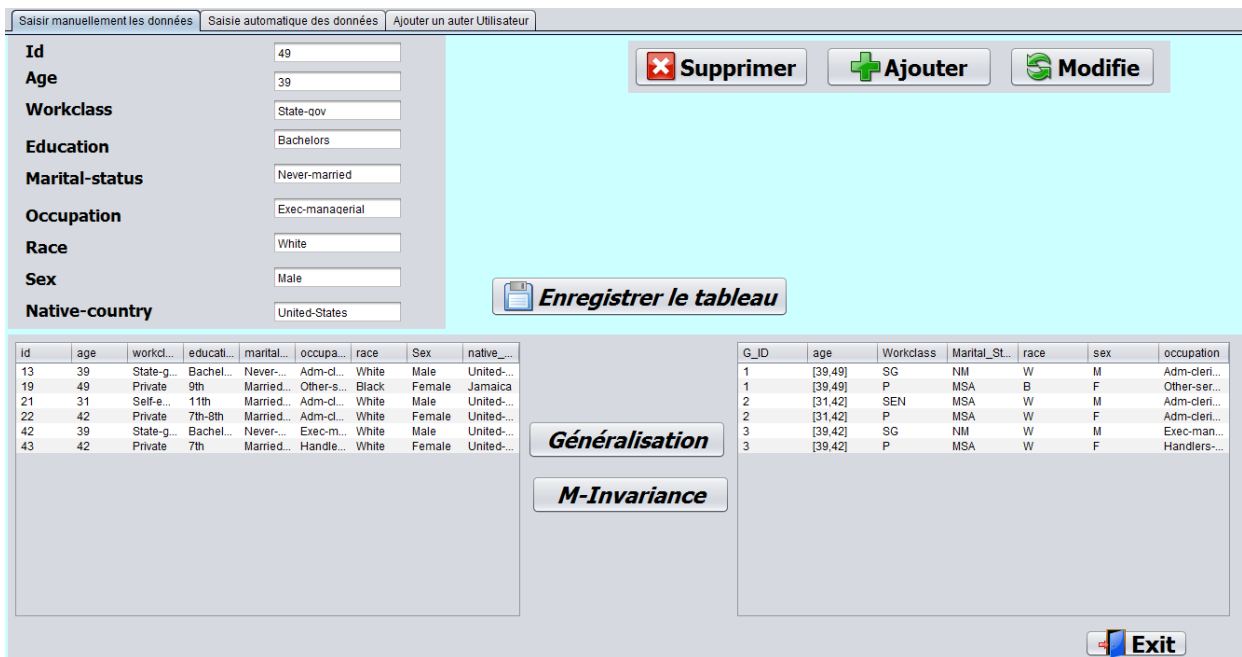 Saisir manuellement les données Saisie automatique des données Ajouter un auter Utilisateur
Id 49
Age 39
Workclass State-gov
Education Bachelors
Marital-status Never-married
Occupation Exec-managerial
Race White
Sex Male
Native-country United-States
Supprimer Ajouter Modifie
Enregistrer le tableau
id age workcl... educati... marital... occupa... race Sex native_...
13 39 State-g... Bachel... Never-... Adm-cl... White Male United-...
19 49 Private 9th Married... Other-s... Black Female Jamaica
21 31 Self-e... 11th Married... Adm-cl... White Male United-...
22 42 Private 7th-8th Married... Adm-cl... White Female United-...
42 39 State-g... Bachel... Never-... Exec-m... White Male United-...
43 42 Private 7th Married... Handle... White Female United-...
Généralisation
M-Invariance
G_ID age Workclass Marital_St... race sex occupation
1 [39,49] SG NM W M Adm-cleri...
1 [39,49] P MSA B F Other-ser...
2 [31,42] SEN MSA W M Adm-cleri...
2 [31,42] P MSA W F Adm-cleri...
3 [39,42] SG NM W M Exec-man...
3 [39,42] P MSA W F Handlers-...
Exit